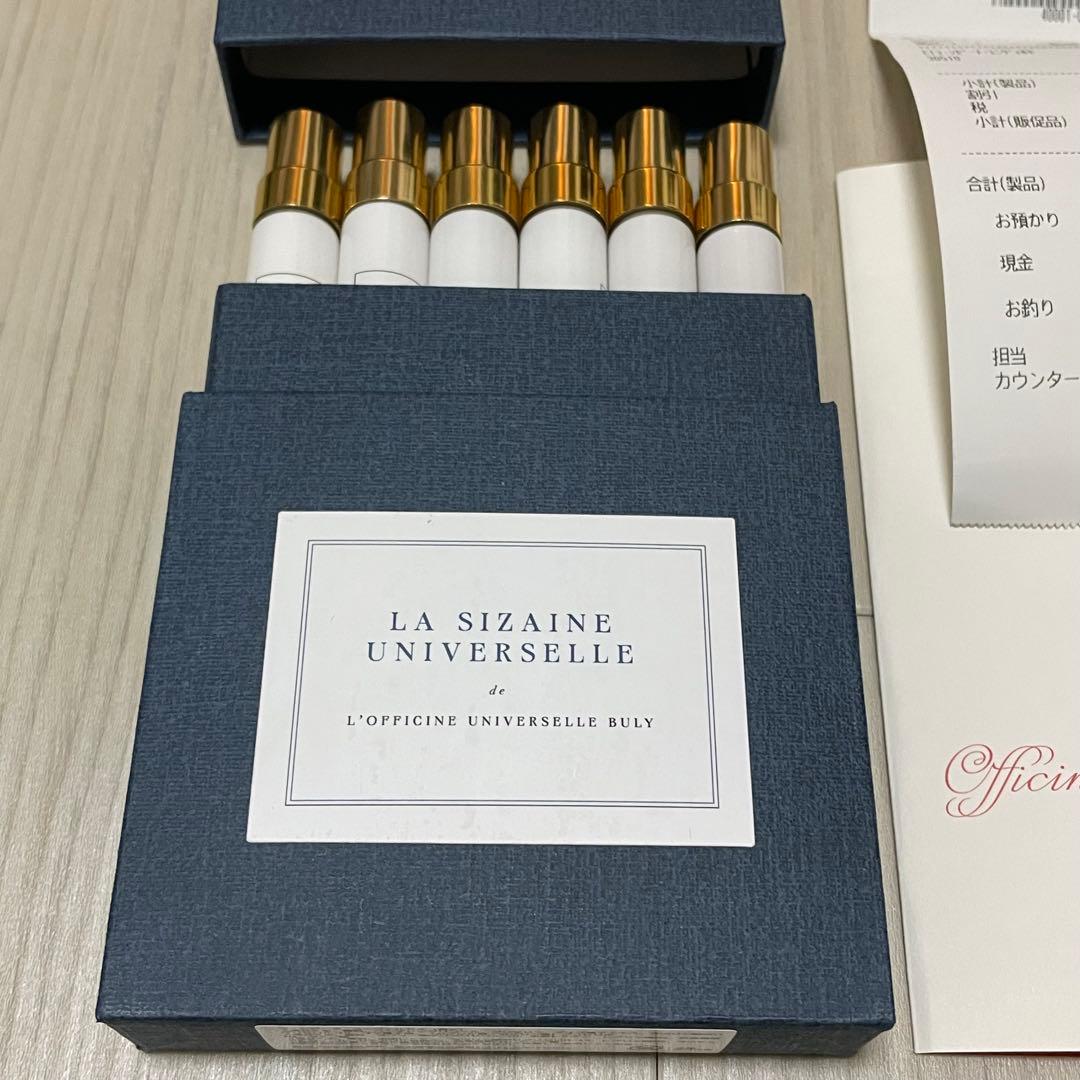 LA SIZAINE
UNIVERSELLE
de
L'OFFICINE UNIVERSELLE BULY
小計(製品)
割引
税
小計(販促品)
合計(製品)
お預かり
現金
お釣り
担当
カウンター
Officin